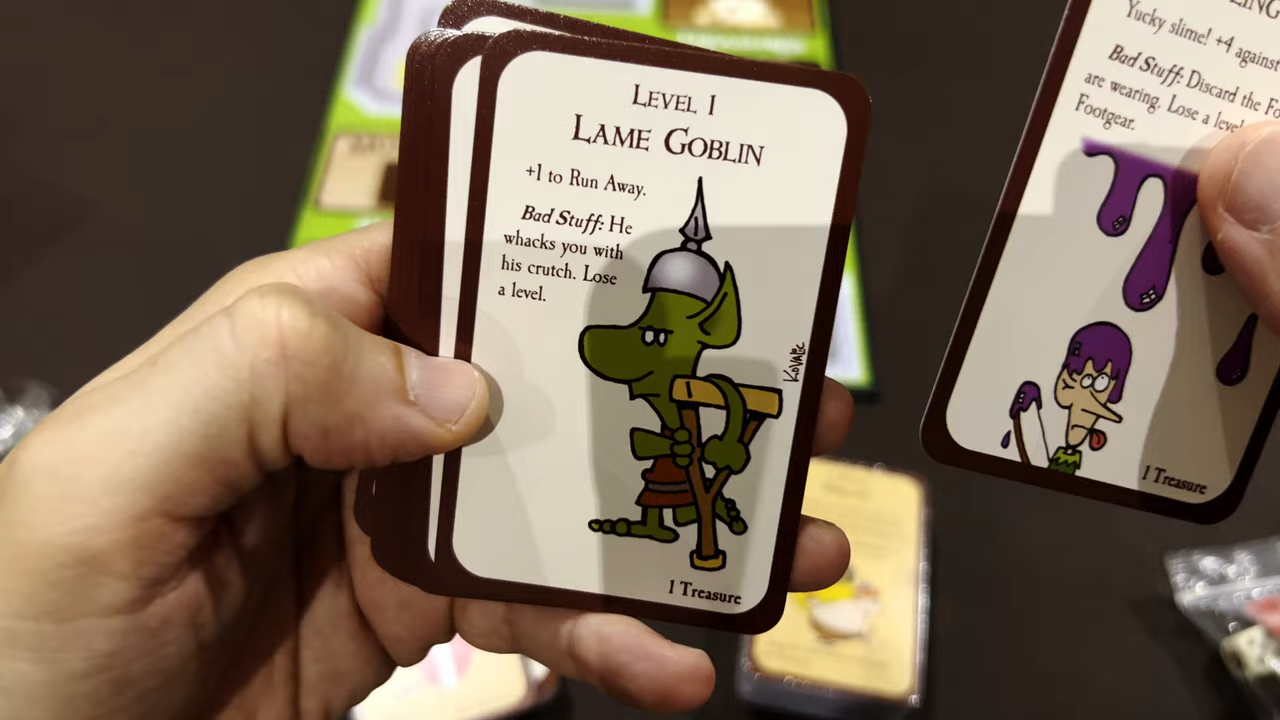 LEVEL 1
LAME GOBLIN
+1 to Run Away.
Bad Stuff: He
whacks you with
his crutch. Lose
a level.
KOVALIC
1 Treasure
Yucky slime! +4 against
Bad Stuff: Discard the
are wearing. Lose a level
Footgear.
1 Treasure